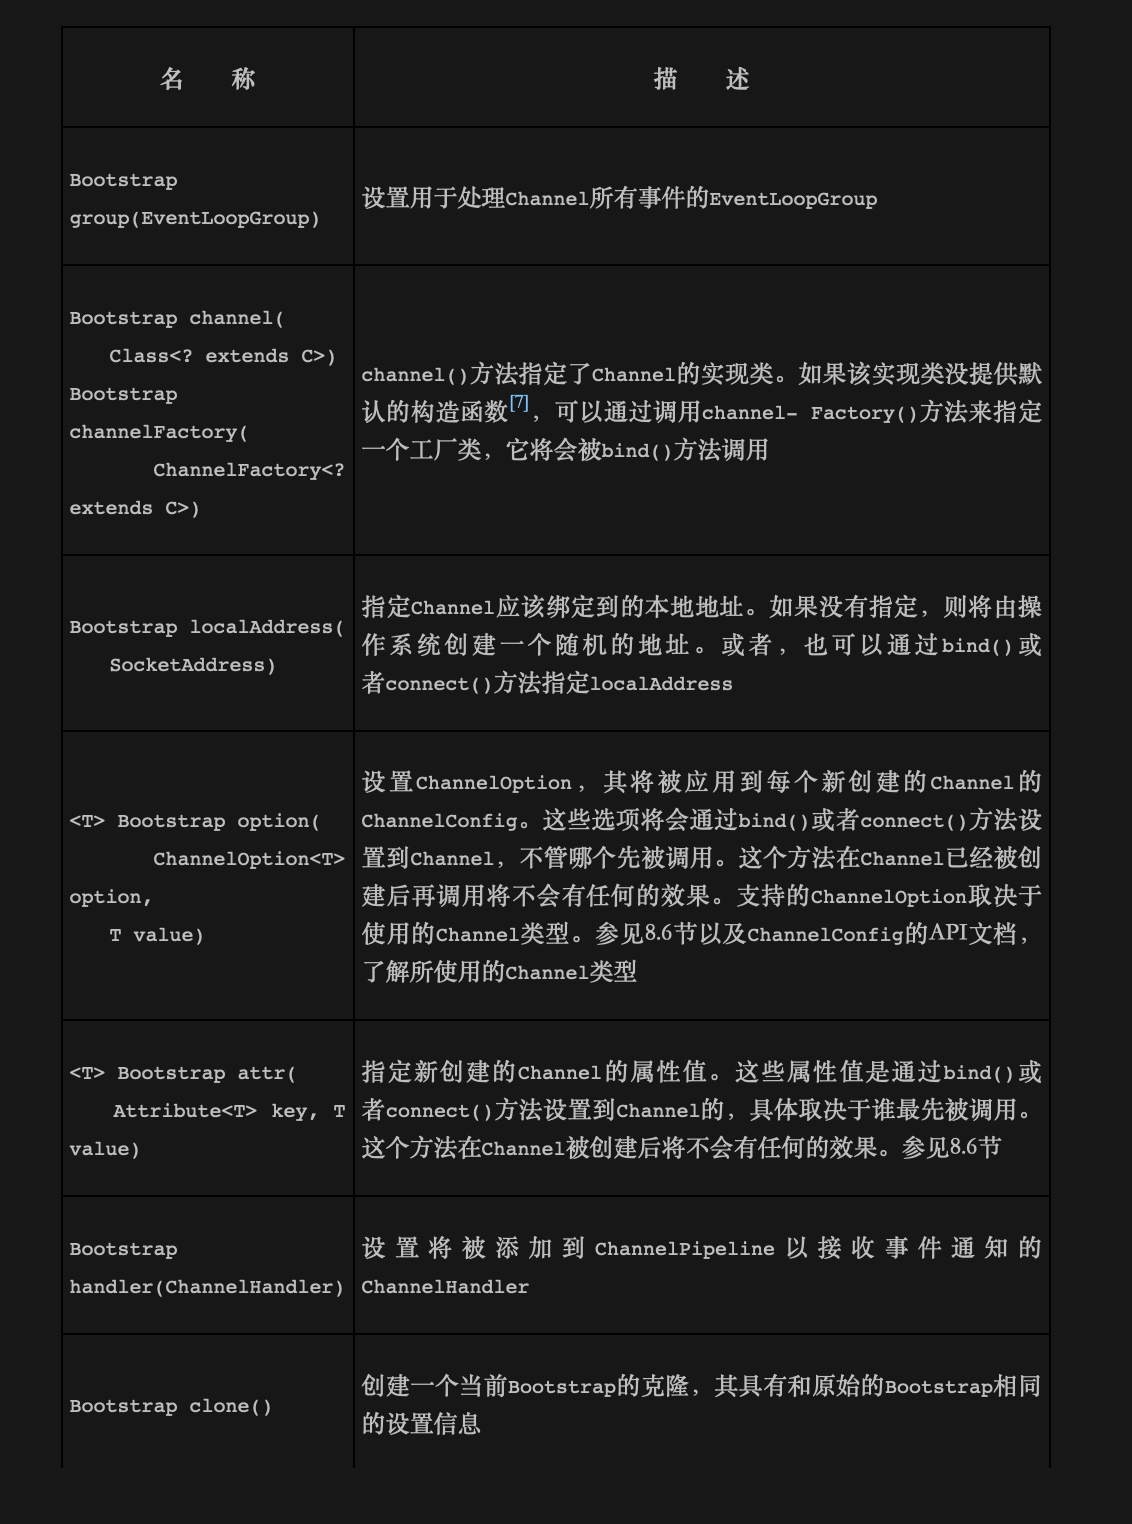 名 称
描 述
Bootstrap
group(EventLoopGroup)
设置用于处理Channel所有事件的EventLoopGroup
Bootstrap channel(
Class<? extends C>)
Bootstrap
channelFactory(
ChannelFactory<?
extends C>)
channel()方法指定了Channel的实现类。如果该实现类没提供默
认的构造函数[7]，可以通过调用channel- Factory()方法来指定
一个工厂类，它将会被bind()方法调用
Bootstrap localAddress(
SocketAddress)
指定Channel应该绑定到的本地地址。如果没有指定，则将由操
作系统创建一个随机的地址。或者，也可以通过bind()或
者connect()方法指定localAddress
<T> Bootstrap option(
ChannelOption<T>
option,
T value)
设置ChannelOption，其将被应用到每个新创建的Channel的
ChannelConfig。这些选项将会通过bind()或者connect()方法设
置到Channel，不管哪个先被调用。这个方法在Channel已经被创
建后再调用将不会有任何的效果。支持的ChannelOption取决于
使用的Channel类型。参见8.6节以及ChannelConfig的API文档，
了解所使用的Channel类型
<T> Bootstrap attr(
Attribute<T> key, T
value)
指定新创建的Channel的属性值。这些属性值是通过bind()或
者connect()方法设置到Channel的，具体取决于谁最先被调用。
这个方法在Channel被创建后将不会有任何的效果。参见8.6节
Bootstrap
handler(ChannelHandler)
设置将被添加到ChannelPipeline以接收事件通知的
ChannelHandler
Bootstrap clone()
创建一个当前Bootstrap的克隆，其具有和原始的Bootstrap相同
的设置信息